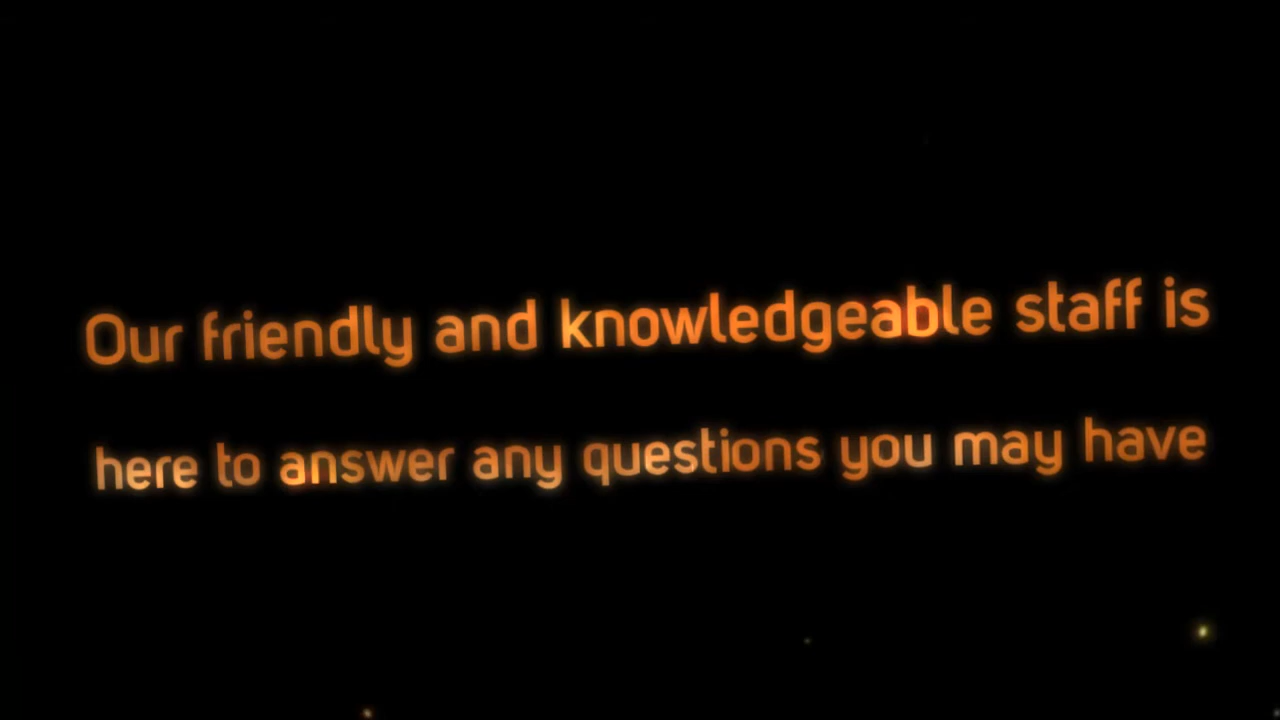 Our friendly and knowledgeable staff is
here to answer any questions you may have